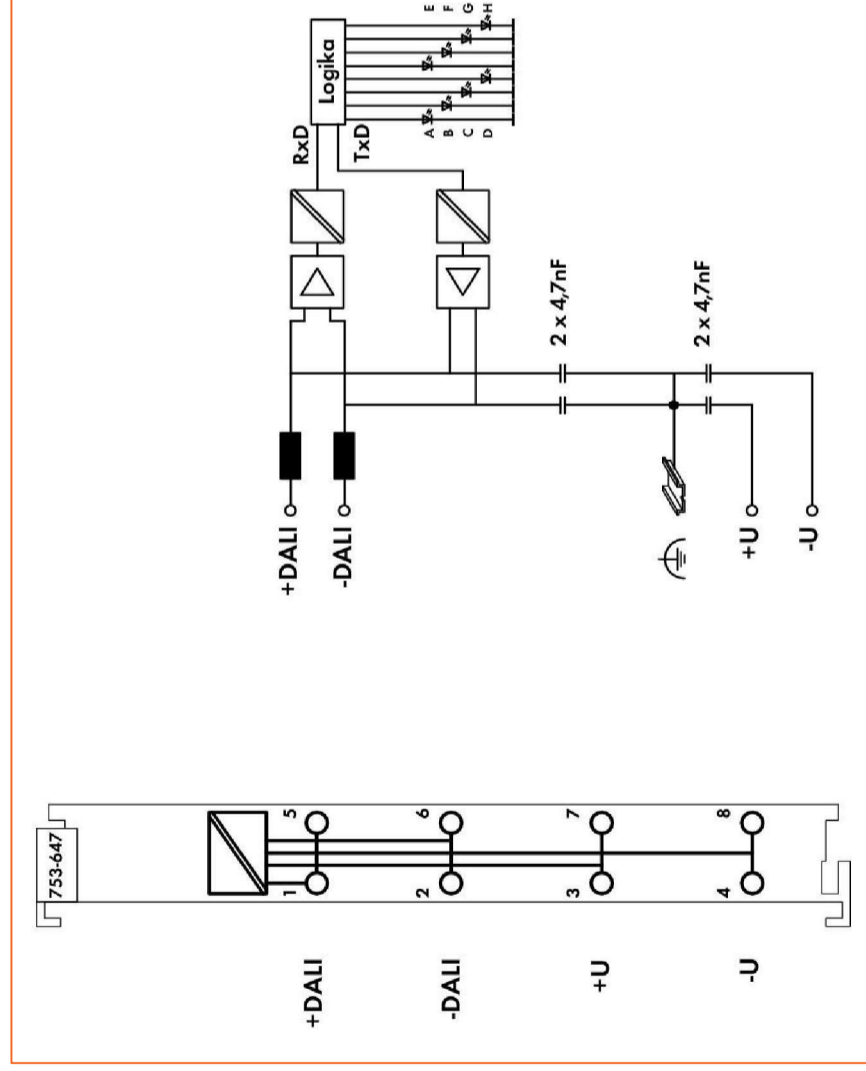 753-647
+DALI
1
5
-DALI
2
6
+U
3
7
-U
4
8
+DALI
-DALI
RxD
TxD
Logika
A
B
C
D
E
F
G
H
2 x 4,7nF
2 x 4,7nF
+U
-U